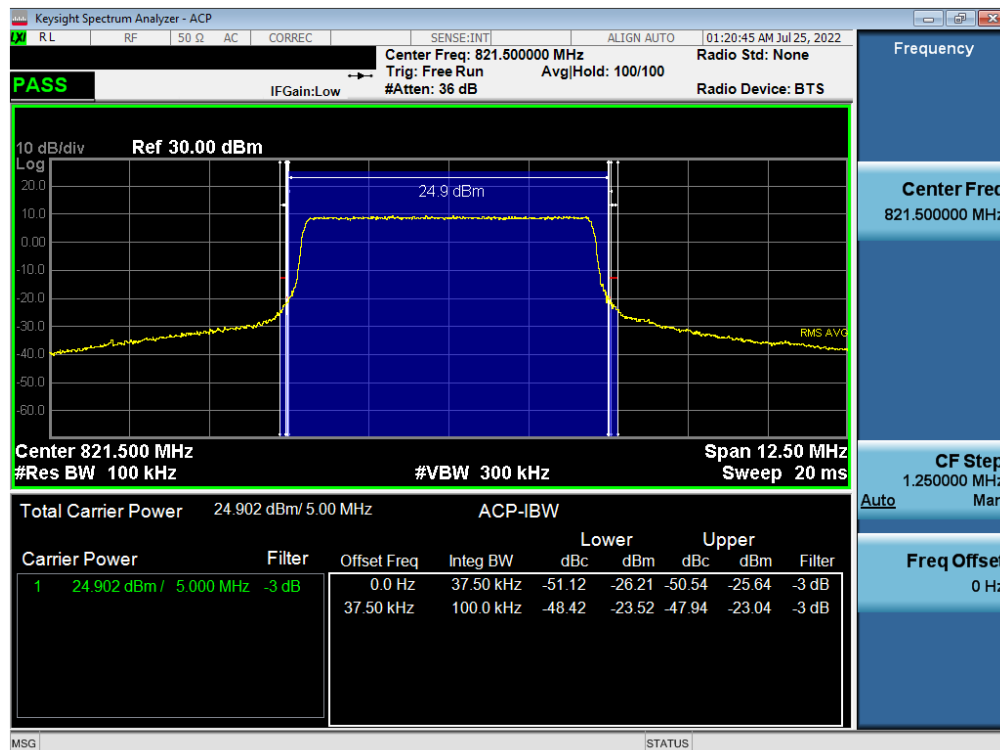 Keysight Spectrum Analyzer - ACP
LXI RL RF 50 Ω AC CORREC SENSE:INT ALIGN AUTO 01:20:45 AM Jul 25, 2022
Center Freq: 821.500000 MHz Radio Std: None
Trig: Free Run Avg|Hold: 100/100
PASS IFGain:Low #Atten: 36 dB Radio Device: BTS
10 dB/div Ref 30.00 dBm
Log
20.0
24.9 dBm
10.0
0.00
-10.0
-20.0
-30.0
RMS AVG
-40.0
-50.0
-60.0
Center 821.500 MHz Span 12.50 MHz
#Res BW 100 kHz #VBW 300 kHz Sweep 20 ms
Total Carrier Power 24.902 dBm/ 5.00 MHz ACP-IBW
Lower Upper
Carrier Power Filter Offset Freq Integ BW dBc dBm dBc dBm Filter
1 24.902 dBm / 5.000 MHz -3 dB 0.0 Hz 37.50 kHz -51.12 -26.21 -50.54 -25.64 -3 dB
37.50 kHz 100.0 kHz -48.42 -23.52 -47.94 -23.04 -3 dB
MSG STATUS
Frequency
Center Freq
821.500000 MHz
CF Step
1.250000 MHz
Auto Man
Freq Offset
0 Hz